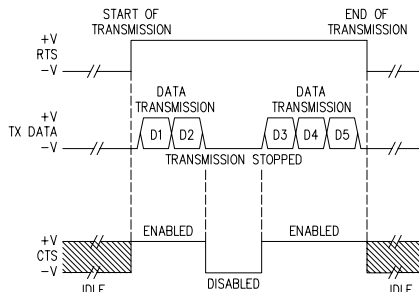 START OF
TRANSMISSION
END OF
TRANSMISSION
+V
RTS
-V
DATA
TRANSMISSION
DATA
TRANSMISSION
+V
TX DATA
-V
D1 D2 D3 D4 D5
TRANSMISSION STOPPED
ENABLED ENABLED
+V
CTS
-V
DISABLED
IDLE IDLE